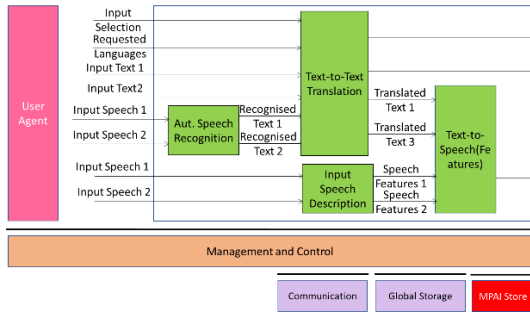 Input
Selection
Requested
Languages
Input Text 1
Input Text2
Input Speech 1
Input Speech 2
Input Speech 1
Input Speech 2
User
Agent
Aut. Speech
Recognition
Recognised
Text 1
Recognised
Text 2
Text-to-Text
Translation
Input
Speech
Description
Translated
Text 1
Translated
Text 3
Speech
Features 1
Speech
Features 2
Text-to-
Speech(Fe
atures)
Management and Control
Communication
Global Storage
MPAI Store